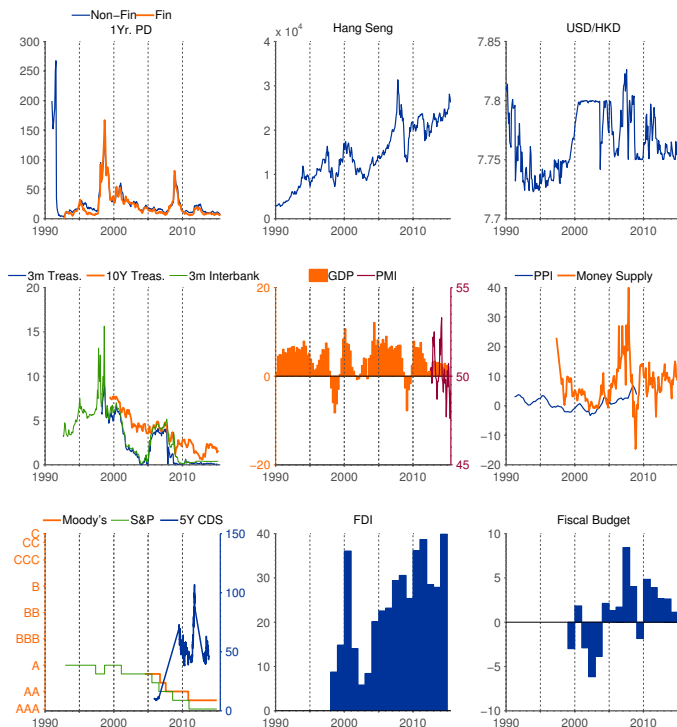 Non-Fin Fin
1Yr. PD
300
250
200
150
100
50
0
1990 2000 2010
x 10⁴ Hang Seng
4
3
2
1
0
1990 2000 2010
USD/HKD
7.85
7.8
7.75
7.7
1990 2000 2010
3m Treas. 10Y Treas. 3m Interbank
20
15
10
5
0
1990 2000 2010
GDP PMI
20
0
−20
55
50
45
1990 2000 2010
PPI Money Supply
40
30
20
10
0
−10
−20
1990 2000 2010
Moody's S&P 5Y CDS
C
CC
CCC
B
BB
BBB
A
AA
AAA
150
100
50
0
1990 2000 2010
FDI
40
30
20
10
0
1990 2000 2010
Fiscal Budget
10
5
0
−5
−10
1990 2000 2010